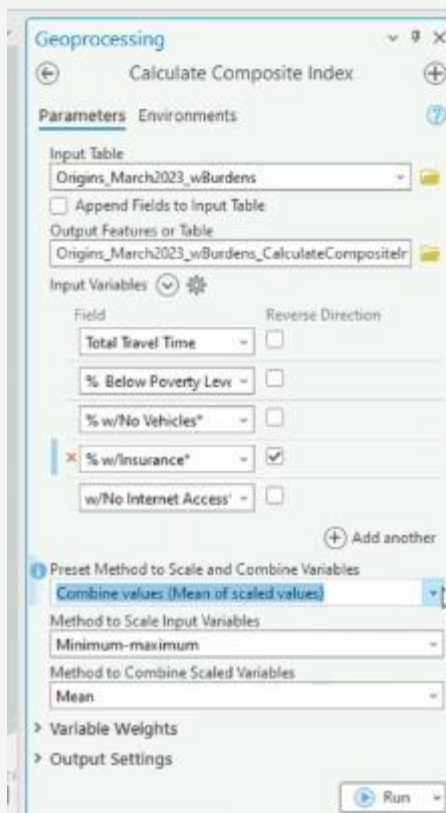 Geoprocessing
Calculate Composite Index
Parameters Environments
Input Table
Origins_March2023_wBurdens
Append Fields to Input Table
Output Features or Table
Origins_March2023_wBurdens_CalculateCompositeIr
Input Variables
Field Reverse Direction
Total Travel Time
% Below Poverty Leve
% w/No Vehicles*
% w/Insurance*
w/No Internet Access*
Add another
Preset Method to Scale and Combine Variables
Combine values (Mean of scaled values)
Method to Scale Input Variables
Minimum-maximum
Method to Combine Scaled Variables
Mean
Variable Weights
Output Settings
Run